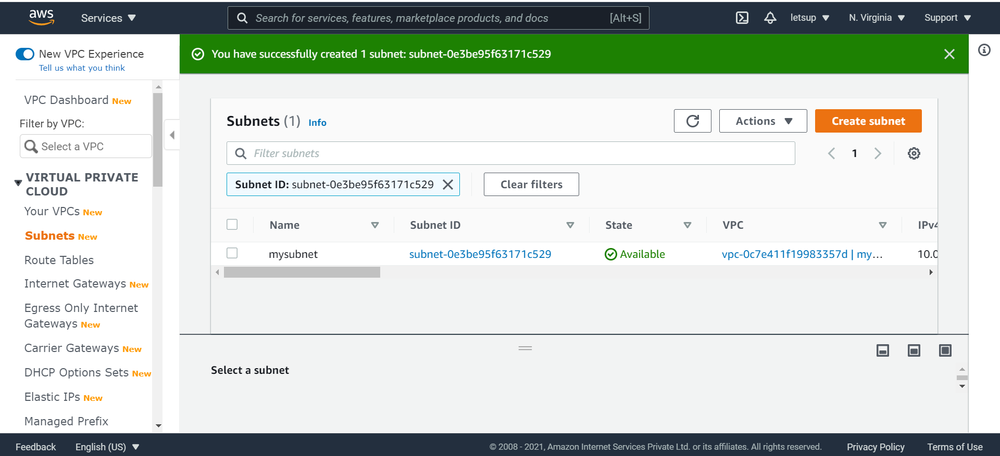 aws
Services
Search for services, features, marketplace products, and docs [Alt+S]
letsup
N. Virginia
Support
New VPC Experience
Tell us what you think
You have successfully created 1 subnet: subnet-0e3be95f63171c529
VPC Dashboard New
Filter by VPC:
Select a VPC
VIRTUAL PRIVATE
CLOUD
Your VPCs New
Subnets New
Route Tables
Internet Gateways New
Egress Only Internet
Gateways New
Carrier Gateways New
DHCP Options Sets New
Elastic IPs New
Managed Prefix
Subnets (1) Info
Actions
Create subnet
Filter subnets
1
Subnet ID: subnet-0e3be95f63171c529
Clear filters
Name Subnet ID State VPC IPv4
mysubnet subnet-0e3be95f63171c529 Available vpc-0c7e411f19983357d | my... 10.0
Select a subnet
Feedback English (US) © 2008 - 2021, Amazon Internet Services Private Ltd. or its affiliates. All rights reserved. Privacy Policy Terms of Use